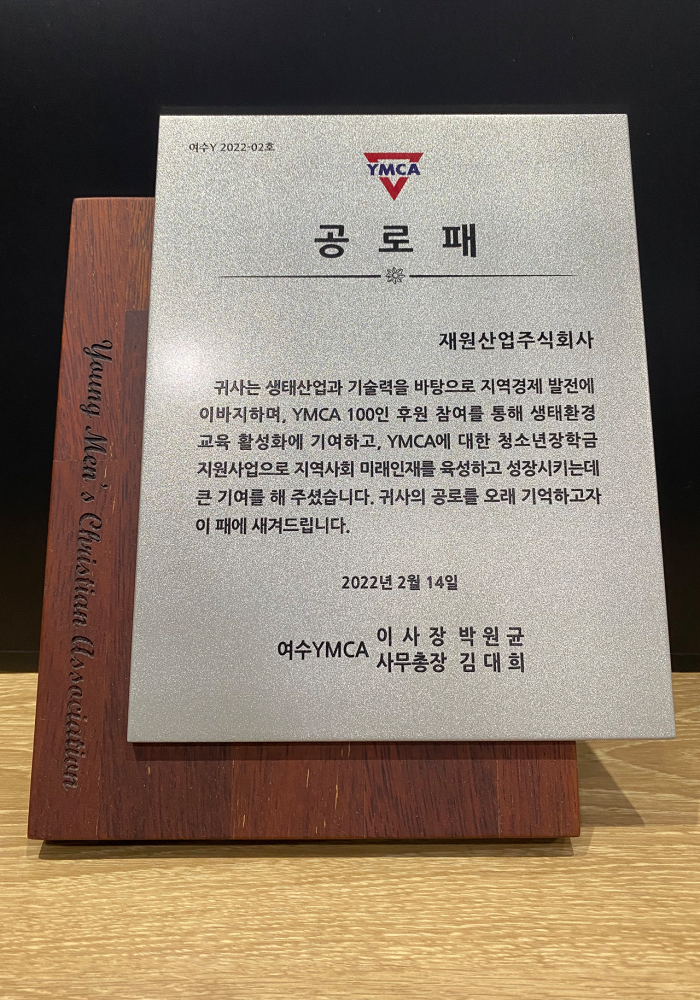 여수Y 2022-02호
YMCA
공 로 패
재원산업주식회사
귀사는 생태산업과 기술력을 바탕으로 지역경제 발전에
이바지하며, YMCA 100인 후원 참여를 통해 생태환경
교육 활성화에 기여하고, YMCA에 대한 청소년장학금
지원사업으로 지역사회 미래인재를 육성하고 성장시키는데
큰 기여를 해 주셨습니다. 귀사의 공로를 오래 기억하고자
이 패에 새겨드립니다.
2022년 2월 14일
여수YMCA 이 사 장 박 원 균
사무총장 김 대 희
Young Men's Christian Association